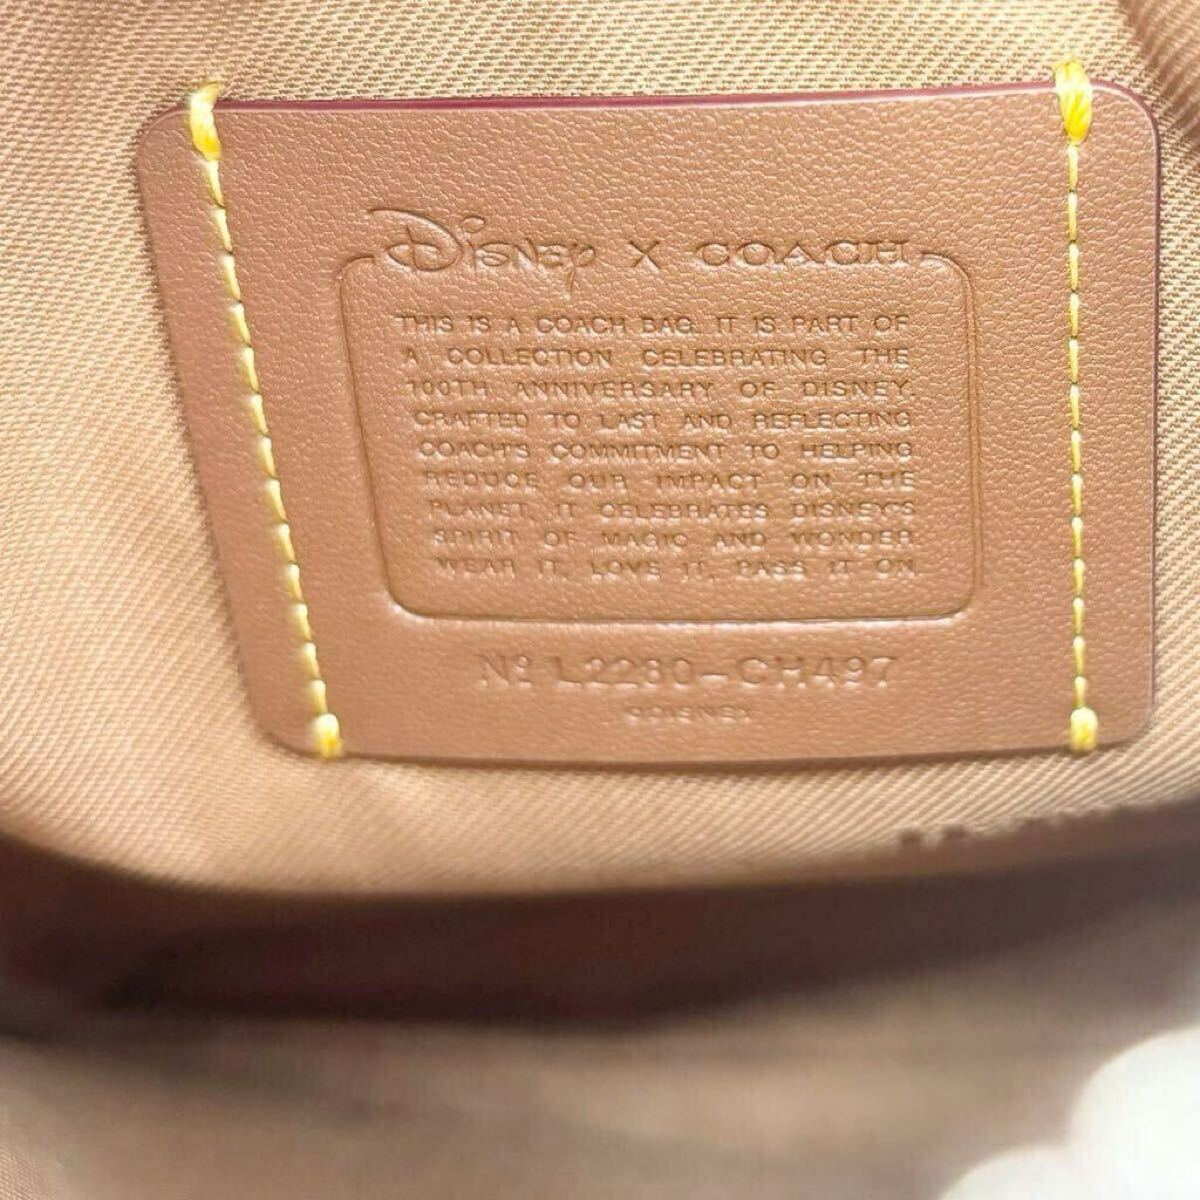 Disney X COACH
THIS IS A COACH BAG. IT IS PART OF
A COLLECTION CELEBRATING THE
100TH ANNIVERSARY OF DISNEY.
CRAFTED TO LAST AND REFLECTING
COACH'S COMMITMENT TO HELPING
REDUCE OUR IMPACT ON THE
PLANET, IT CELEBRATES DISNEY'S
SPIRIT OF MAGIC AND WONDER
WEAR IT, LOVE IT, PASS IT ON.
Nº L2230-CH497
©DISNEY